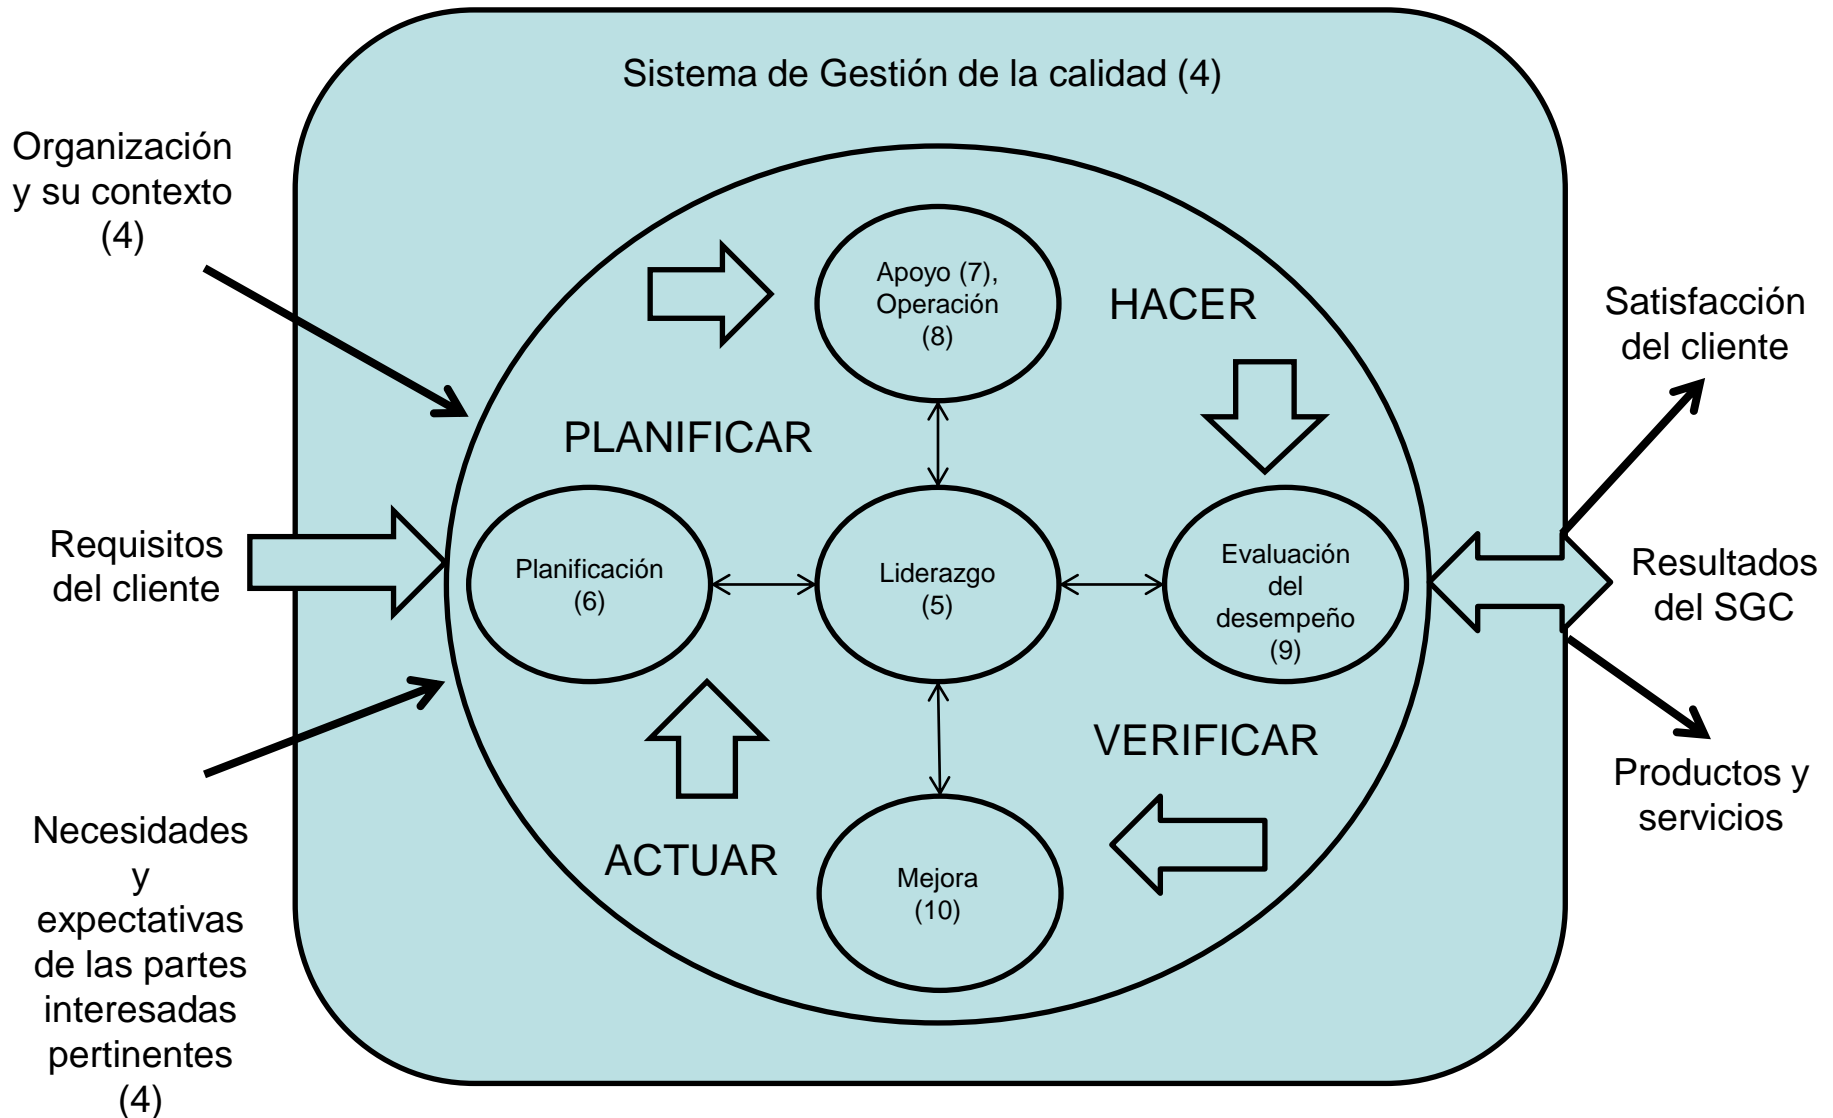 Sistema de Gestión de la calidad (4)
Organización
y su contexto
(4)
Requisitos
del cliente
Necesidades
y
expectativas
de las partes
interesadas
pertinentes
(4)
PLANIFICAR
HACER
VERIFICAR
ACTUAR
Apoyo (7),
Operación
(8)
Planificación
(6)
Liderazgo
(5)
Evaluación
del
desempeño
(9)
Mejora
(10)
Satisfacción
del cliente
Resultados
del SGC
Productos y
servicios